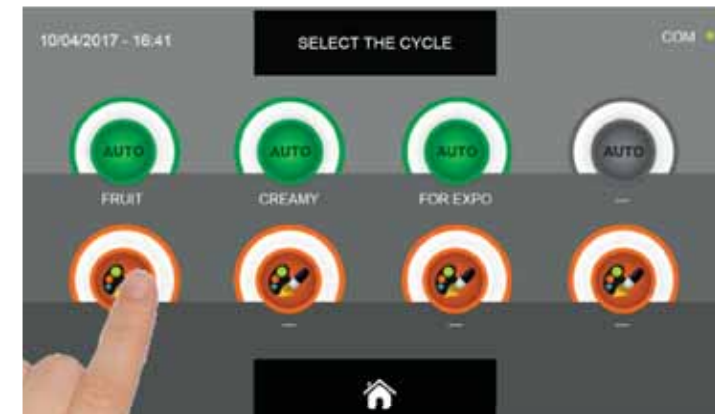 10/04/2017 - 16:41
SELECT THE CYCLE
COM
AUTO AUTO AUTO AUTO
FRUIT CREAMY FOR EXPO ---
--- --- ---